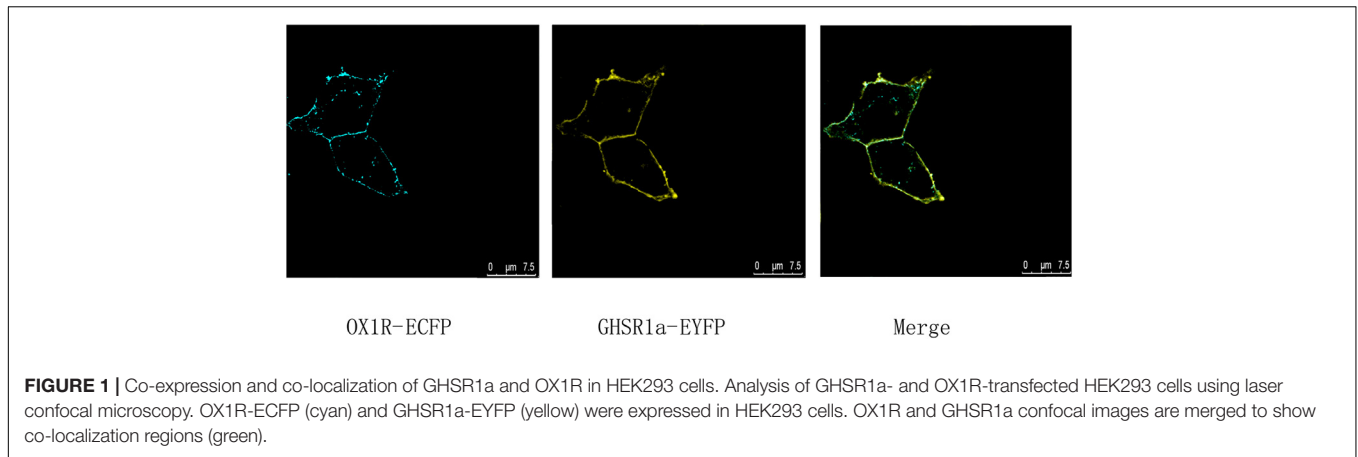 0 µm 7.5
0 µm 7.5
0 µm 7.5
OX1R-ECFP
GHSR1a-EYFP
Merge
FIGURE 1 | Co-expression and co-localization of GHSR1a and OX1R in HEK293 cells. Analysis of GHSR1a- and OX1R-transfected HEK293 cells using laser
confocal microscopy. OX1R-ECFP (cyan) and GHSR1a-EYFP (yellow) were expressed in HEK293 cells. OX1R and GHSR1a confocal images are merged to show
co-localization regions (green).